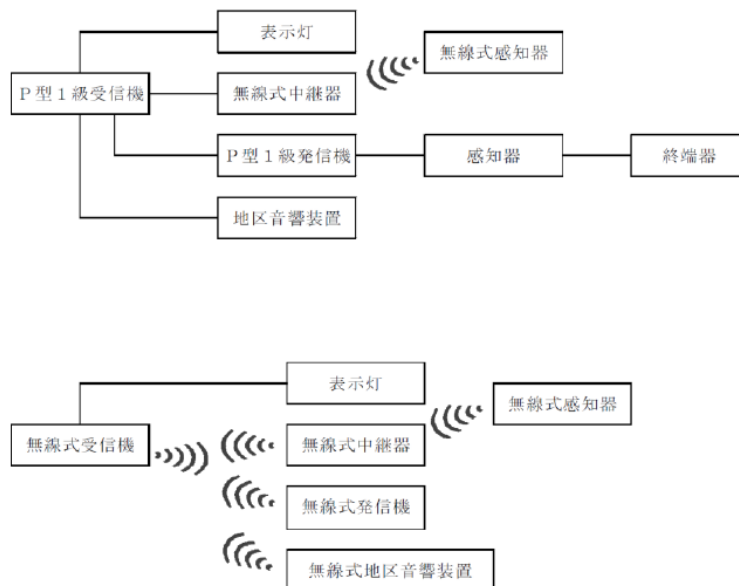 表示灯
無線式感知器
P型1級受信機
無線式中継器
P型1級発信機
感知器
終端器
地区音響装置
表示灯
無線式感知器
無線式受信機
無線式中継器
無線式発信機
無線式地区音響装置